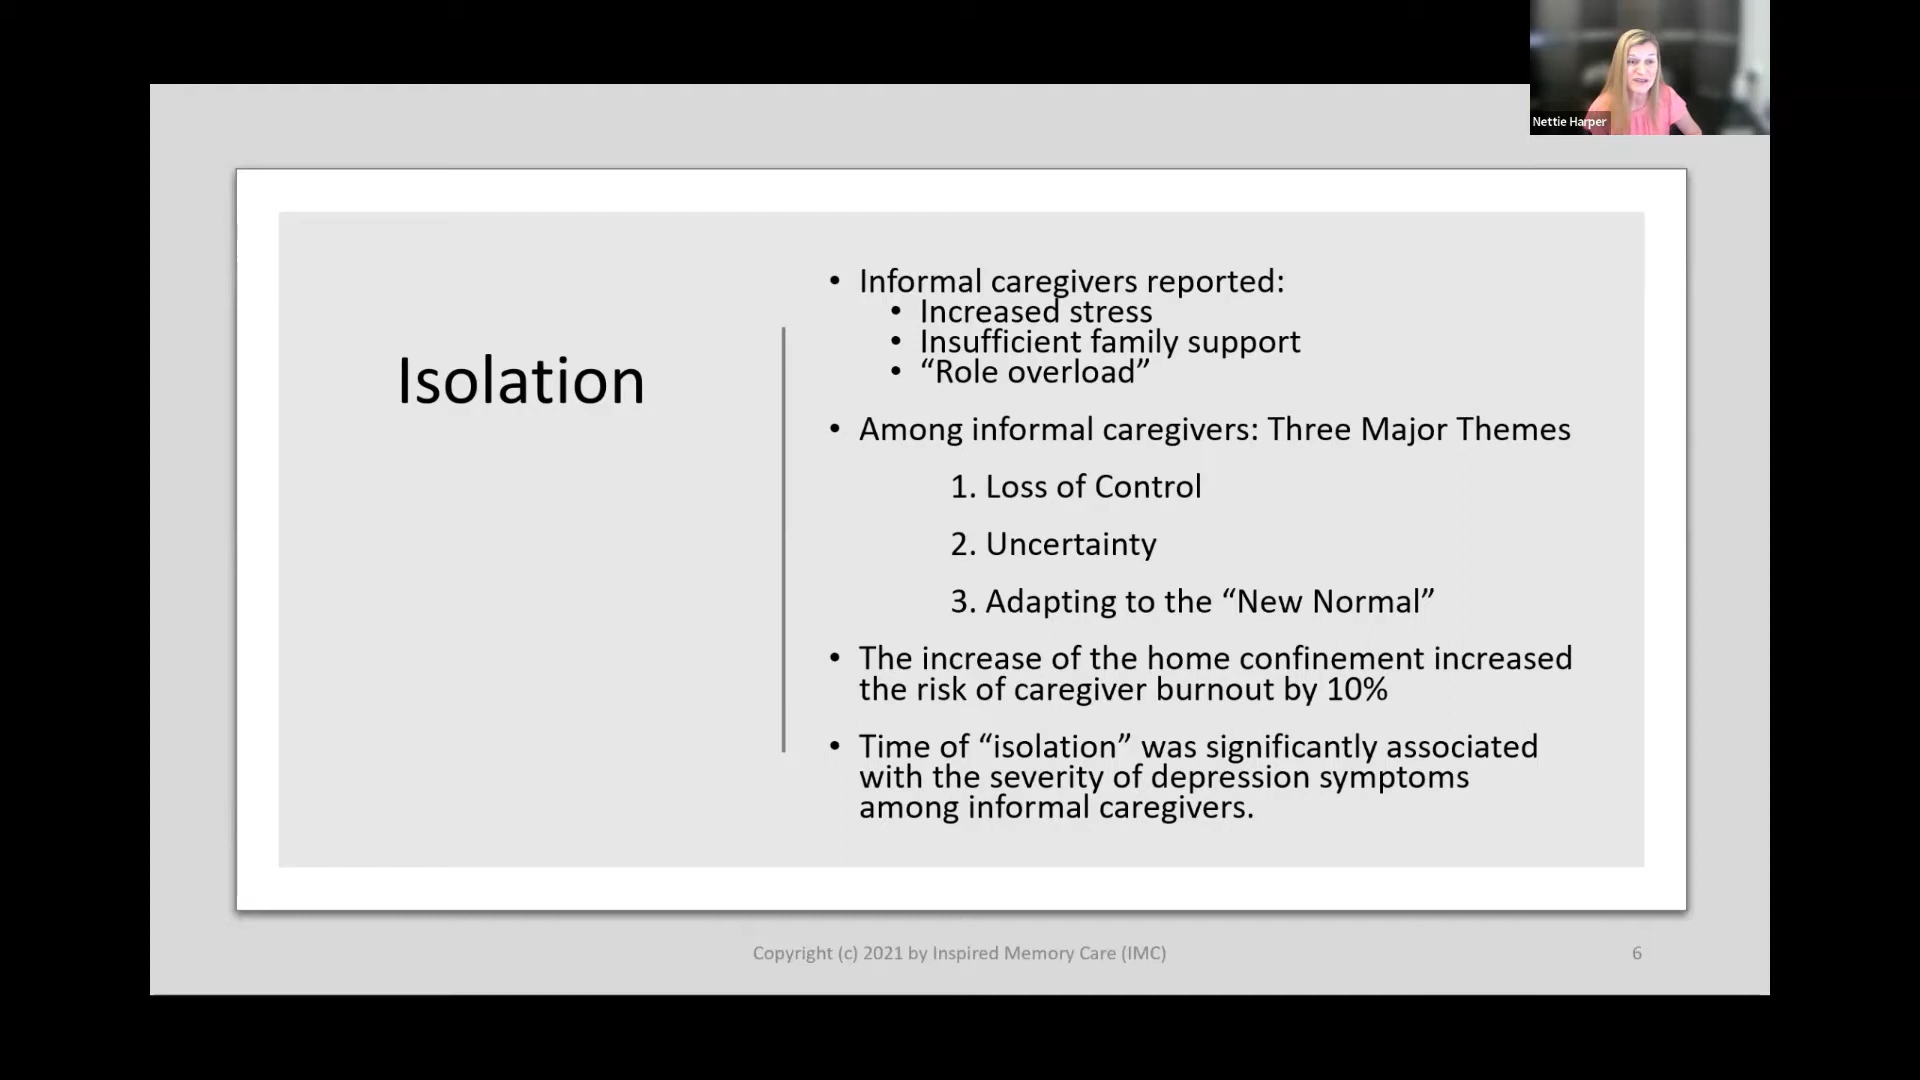 Nettie Harper
Isolation
• Informal caregivers reported:
• Increased stress
• Insufficient family support
• “Role overload”
• Among informal caregivers: Three Major Themes
1. Loss of Control
2. Uncertainty
3. Adapting to the “New Normal”
• The increase of the home confinement increased
the risk of caregiver burnout by 10%
• Time of “isolation” was significantly associated
with the severity of depression symptoms
among informal caregivers.
Copyright (c) 2021 by Inspired Memory Care (IMC)
6